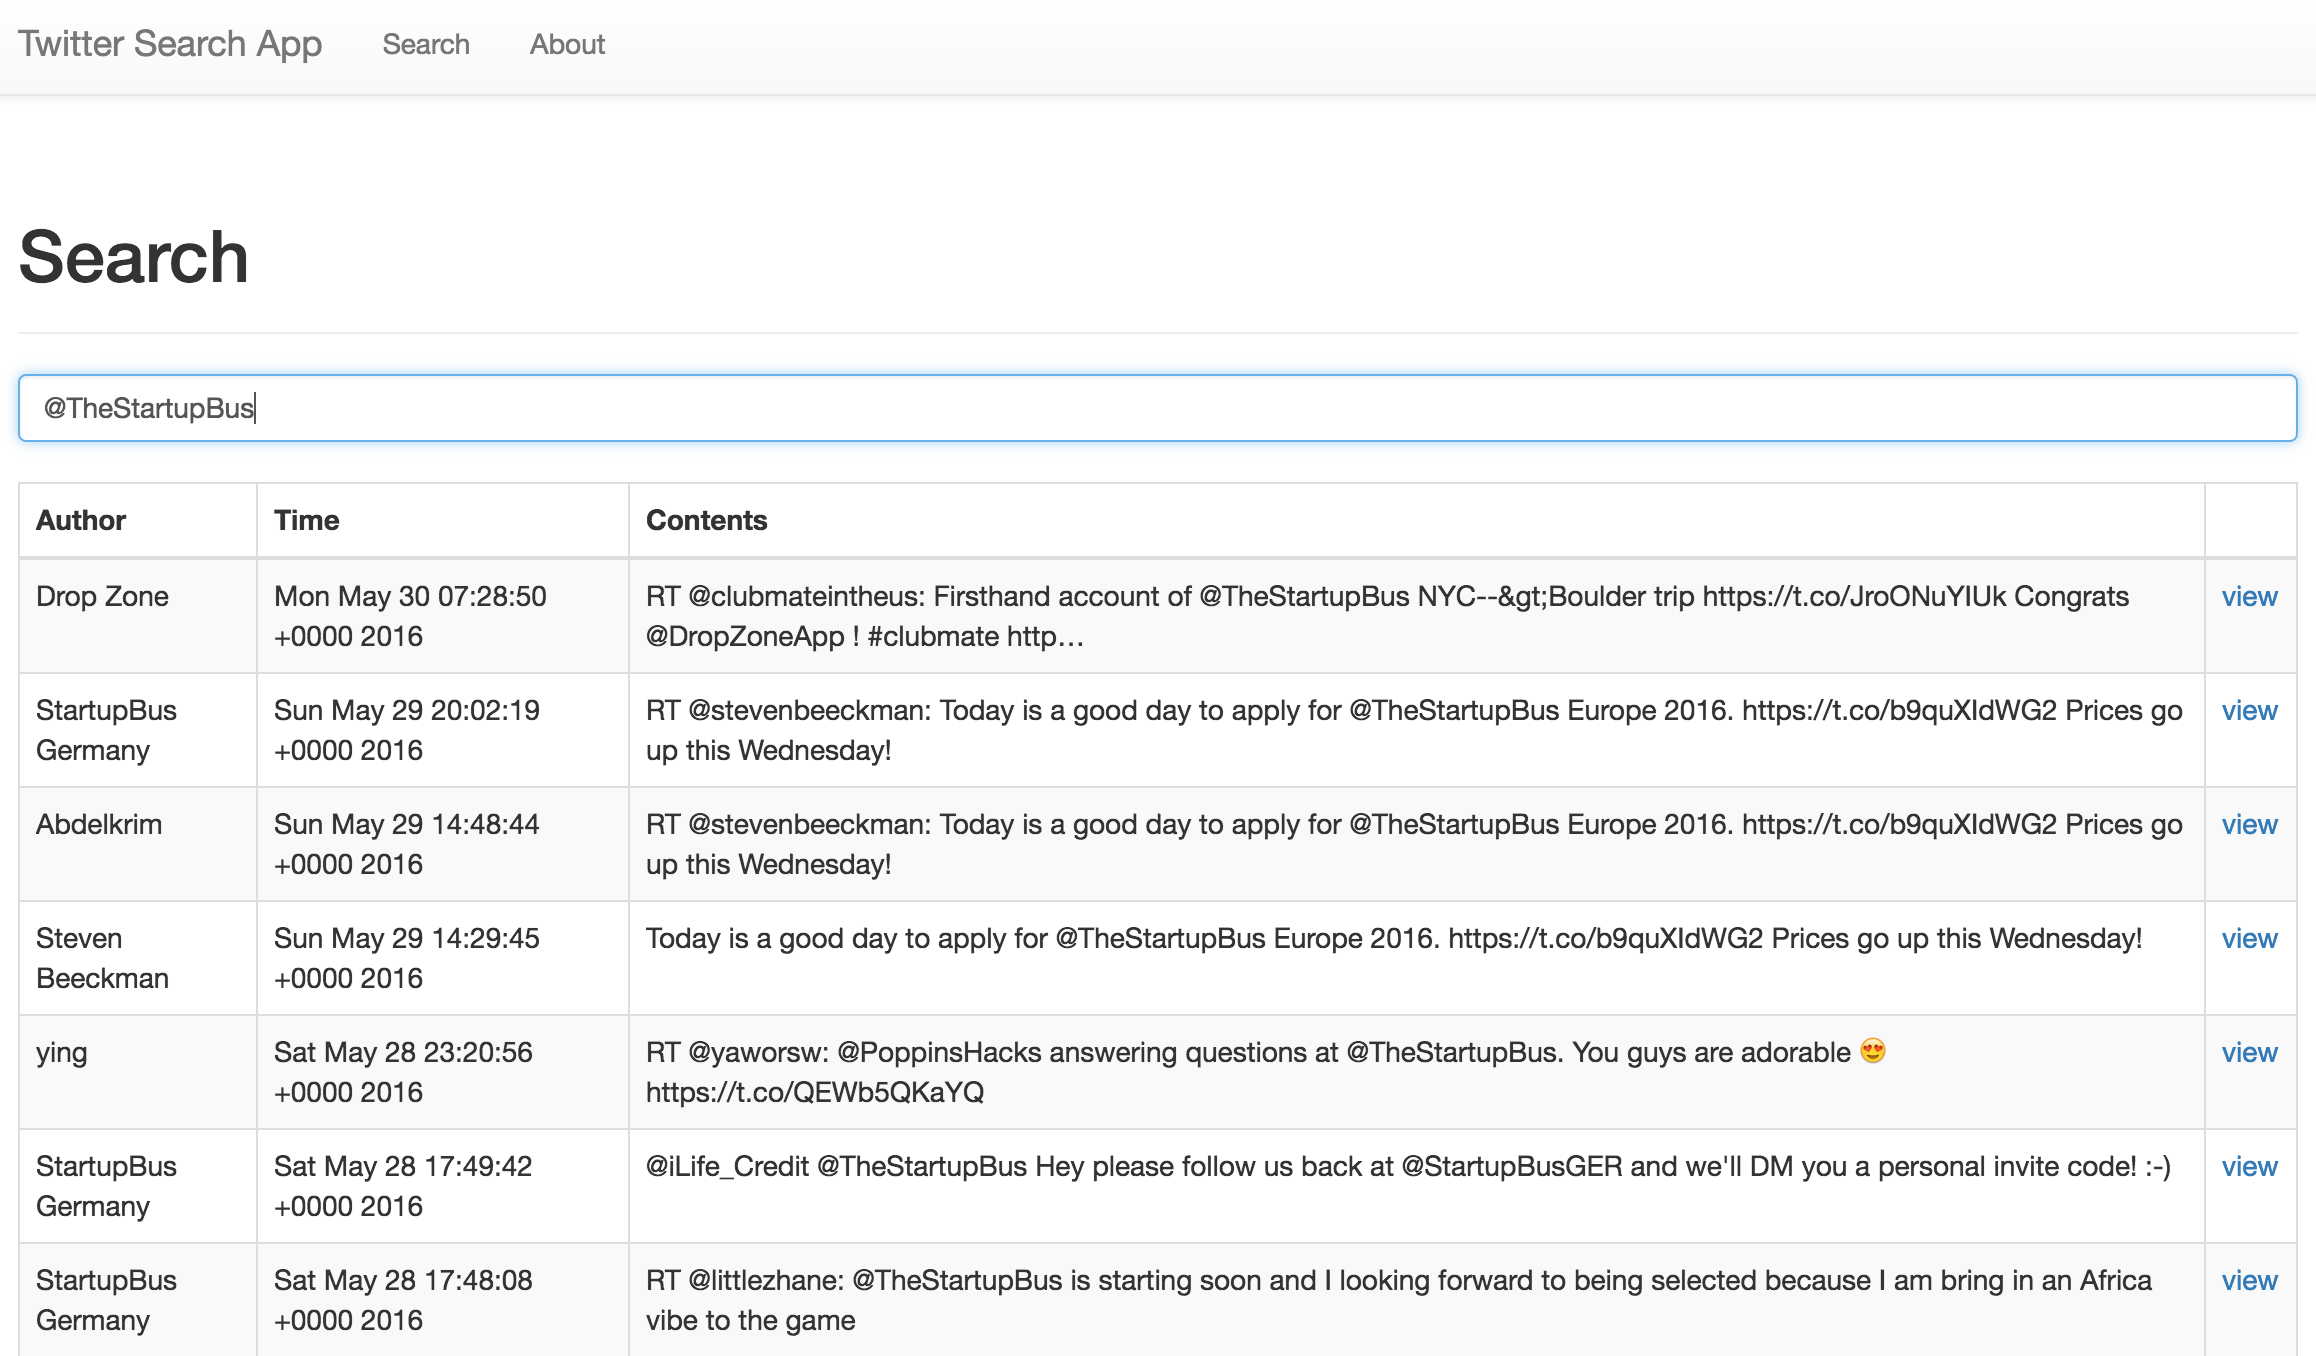 Twitter Search App Search About
Search
@TheStartupBus
Author Time Contents
Drop Zone Mon May 30 07:28:50 RT @clubmateintheus: Firsthand account of @TheStartupBus NYC--&gt;Boulder trip https://t.co/JroONuYIUk Congrats view
+0000 2016 @DropZoneApp ! #clubmate http…
StartupBus Sun May 29 20:02:19 RT @stevenbeeckman: Today is a good day to apply for @TheStartupBus Europe 2016. https://t.co/b9quXIdWG2 Prices go view
Germany +0000 2016 up this Wednesday!
Abdelkrim Sun May 29 14:48:44 RT @stevenbeeckman: Today is a good day to apply for @TheStartupBus Europe 2016. https://t.co/b9quXIdWG2 Prices go view
+0000 2016 up this Wednesday!
Steven Sun May 29 14:29:45 Today is a good day to apply for @TheStartupBus Europe 2016. https://t.co/b9quXIdWG2 Prices go up this Wednesday! view
Beeckman +0000 2016
ying Sat May 28 23:20:56 RT @yaworsw: @PoppinsHacks answering questions at @TheStartupBus. You guys are adorable 😍 view
+0000 2016 https://t.co/QEWb5QKaYQ
StartupBus Sat May 28 17:49:42 @iLife_Credit @TheStartupBus Hey please follow us back at @StartupBusGER and we'll DM you a personal invite code! :-) view
Germany +0000 2016
StartupBus Sat May 28 17:48:08 RT @littlezhane: @TheStartupBus is starting soon and I looking forward to being selected because I am bring in an Africa view
Germany +0000 2016 vibe to the game